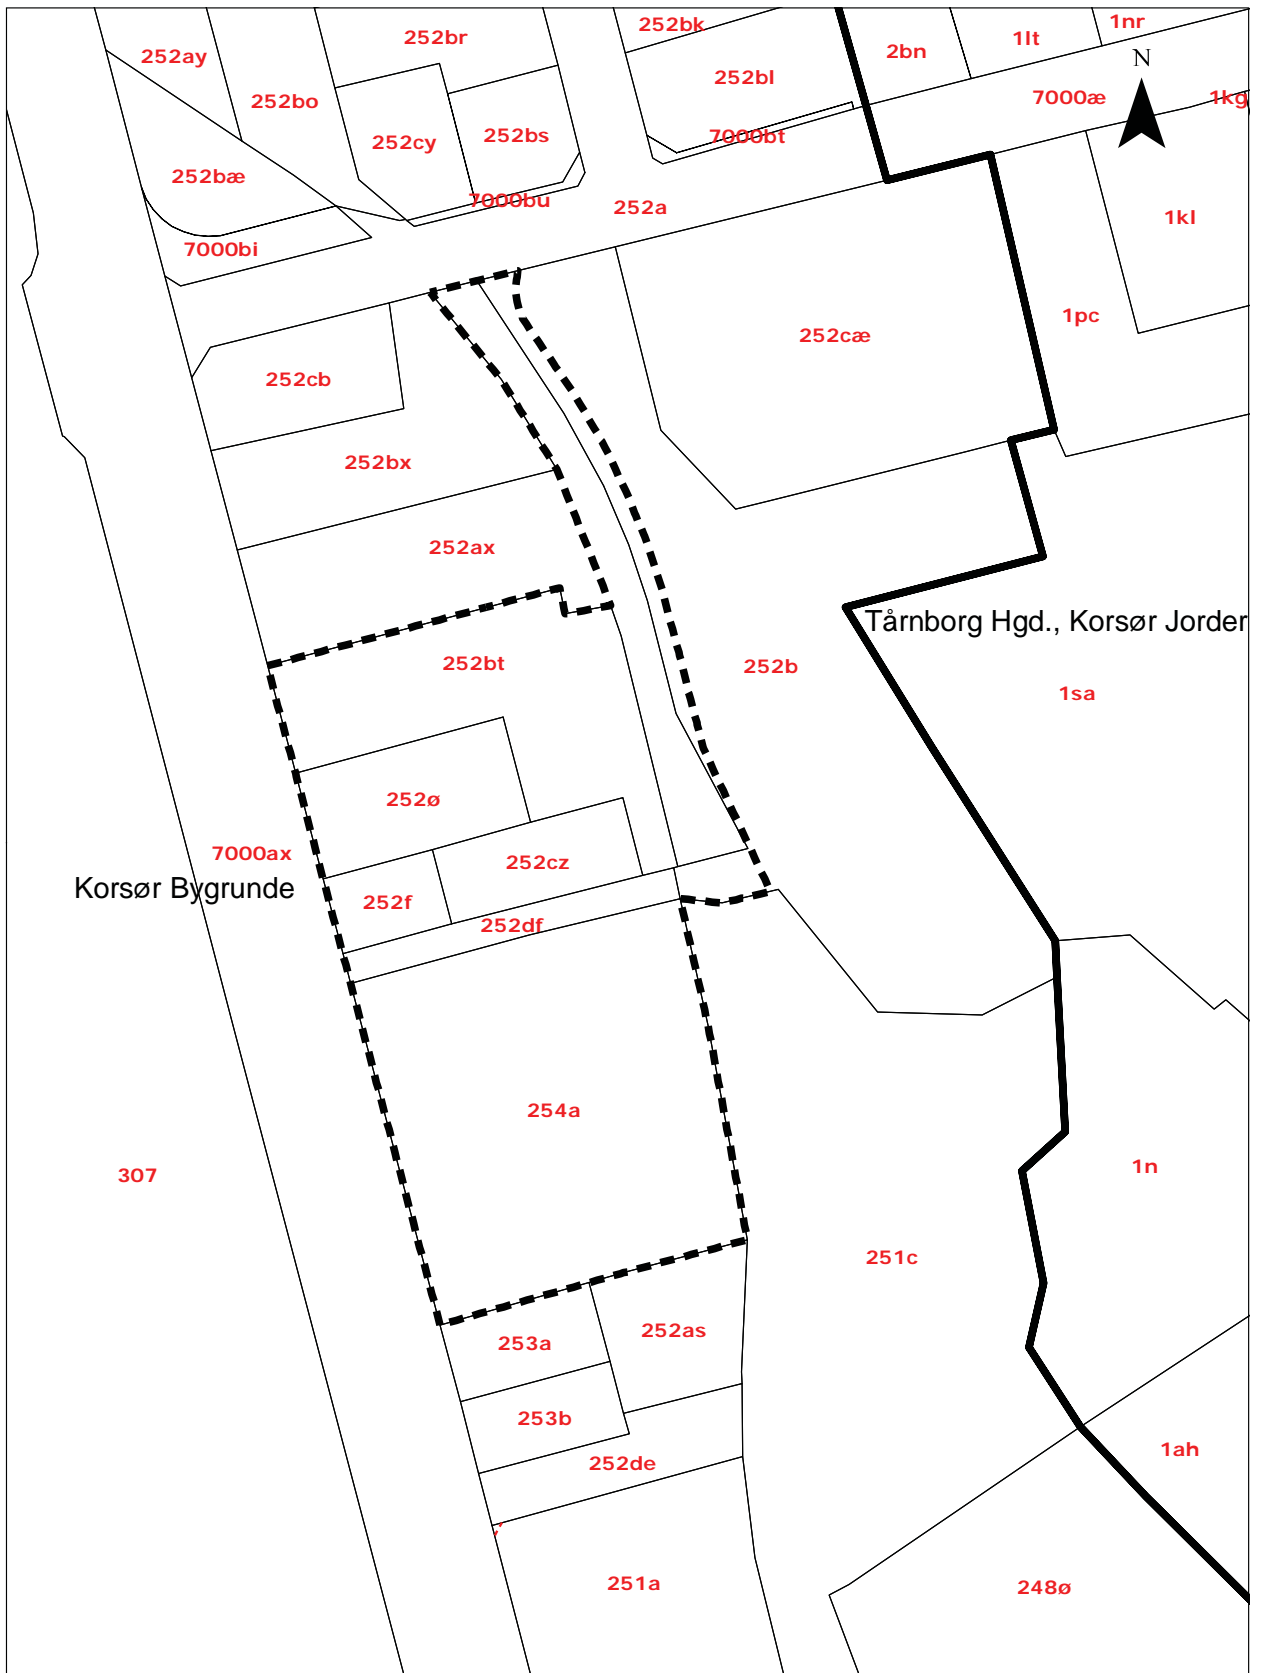 252bk
1nr
252br
1lt
2bn
252ay
252bl
N
252bo
7000æ
1kg
252cy
252bs
7000bt
252bæ
7000bu
252a
1kl
7000bi
1pc
252cæ
252cb
252bx
252ax
Tårnborg Hgd., Korsør Jorder
252bt
252b
1sa
252ø
7000ax
252cz
Korsør Bygrunde
252f
252df
254a
1n
307
251c
252as
253a
253b
1ah
252de
251a
248ø